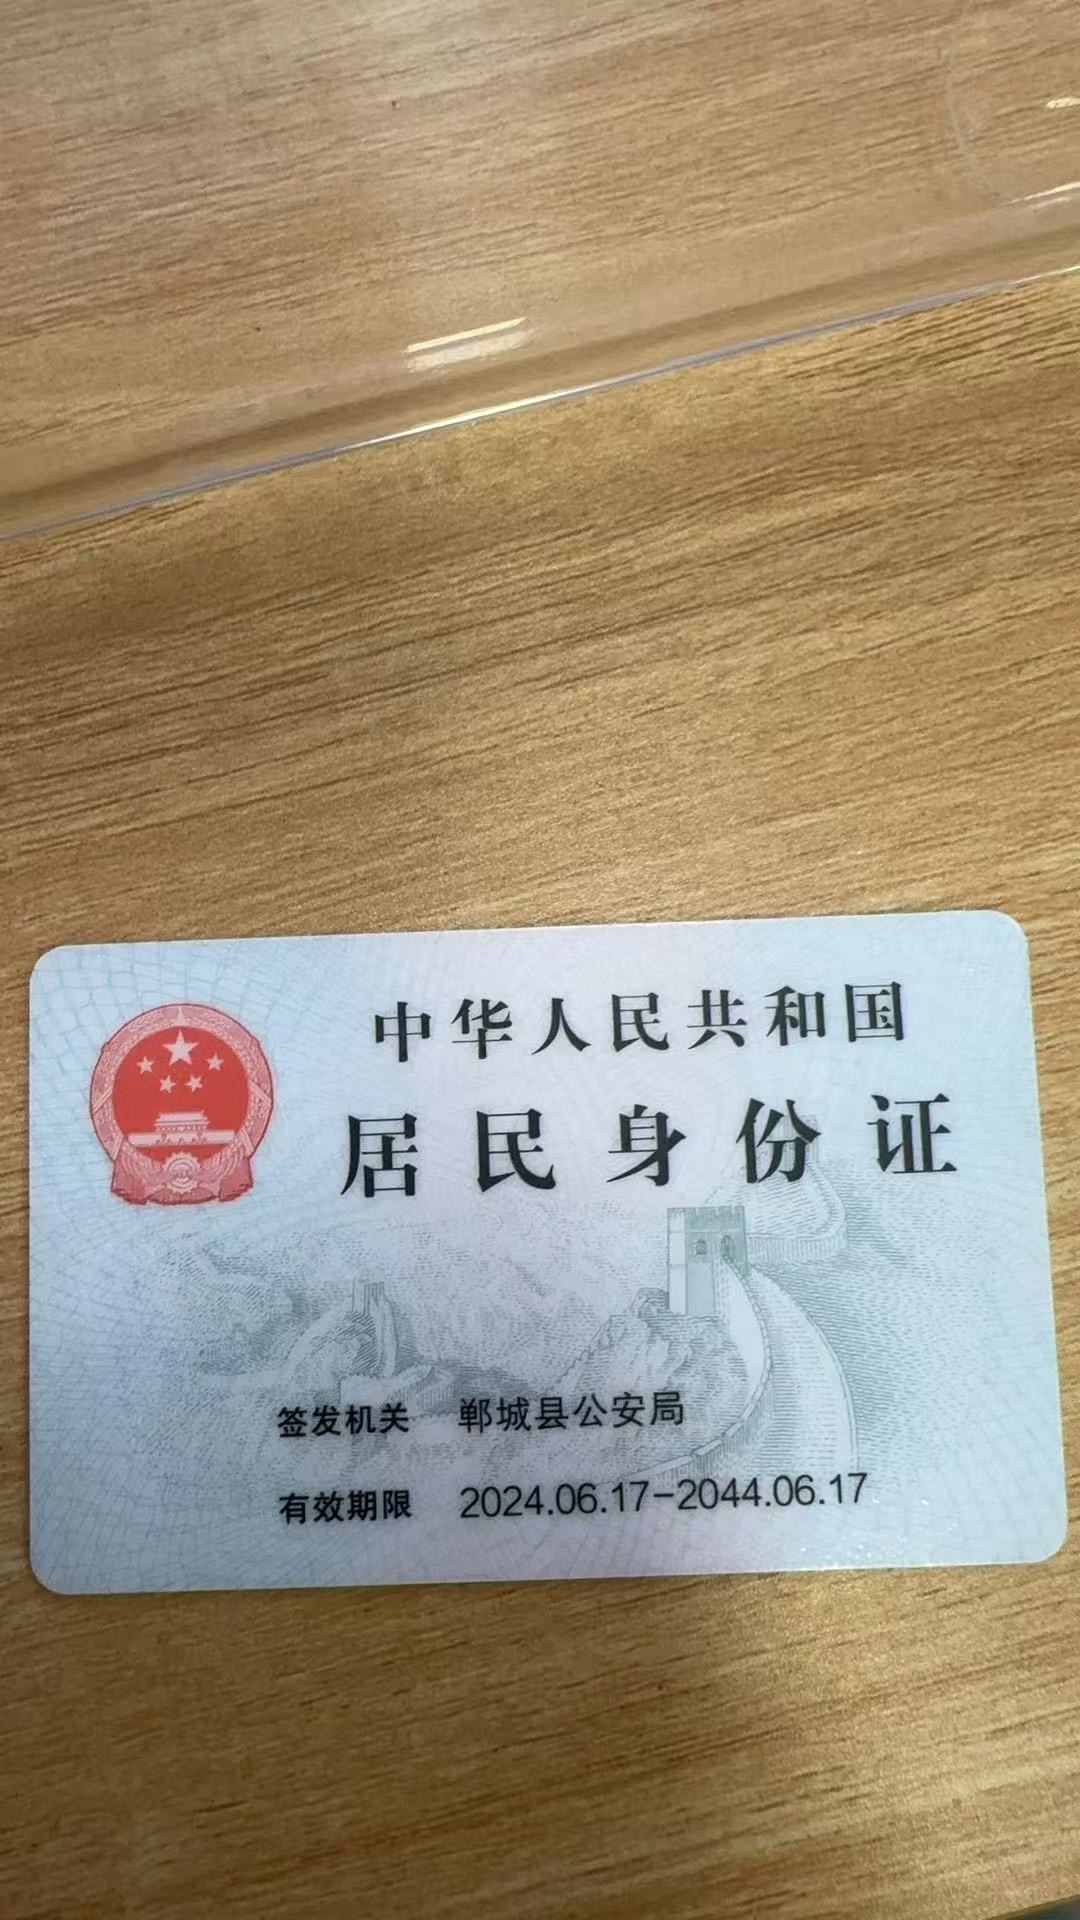 中华人民共和国
居民身份证
签发机关 郸城县公安局
有效期限 2024.06.17-2044.06.17